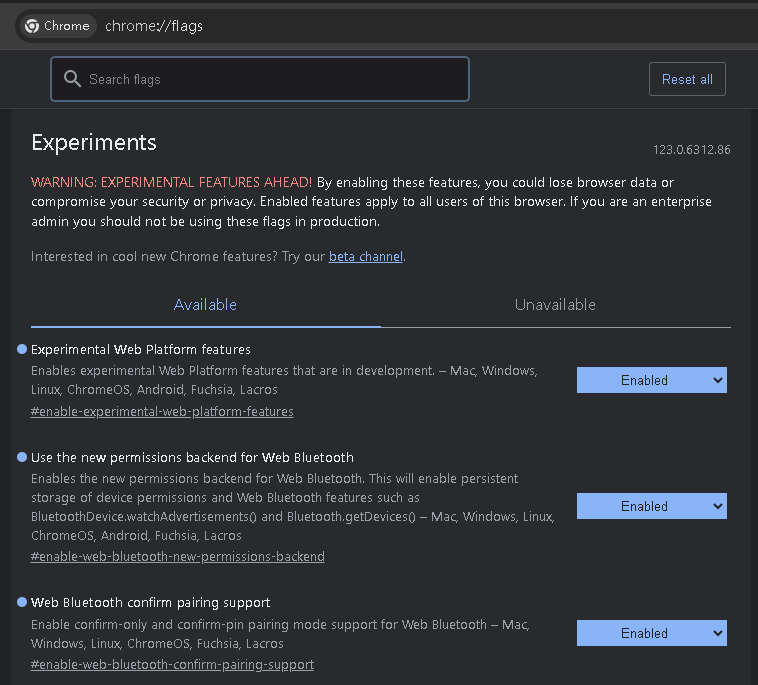 Chrome chrome://flags
Search flags
Reset all
Experiments
123.0.6312.86
WARNING: EXPERIMENTAL FEATURES AHEAD! By enabling these features, you could lose browser data or
compromise your security or privacy. Enabled features apply to all users of this browser. If you are an enterprise
admin you should not be using these flags in production.
Interested in cool new Chrome features? Try our beta channel.
Available
Unavailable
Experimental Web Platform features
Enables experimental Web Platform features that are in development. – Mac, Windows,
Linux, ChromeOS, Android, Fuchsia, Lacros
#enable-experimental-web-platform-features
Enabled
Use the new permissions backend for Web Bluetooth
Enables the new permissions backend for Web Bluetooth. This will enable persistent
storage of device permissions and Web Bluetooth features such as
BluetoothDevice.watchAdvertisements() and Bluetooth.getDevices() – Mac, Windows, Linux,
ChromeOS, Android, Fuchsia, Lacros
#enable-web-bluetooth-new-permissions-backend
Enabled
Web Bluetooth confirm pairing support
Enable confirm-only and confirm-pin pairing mode support for Web Bluetooth – Mac,
Windows, Linux, ChromeOS, Fuchsia, Lacros
#enable-web-bluetooth-confirm-pairing-support
Enabled